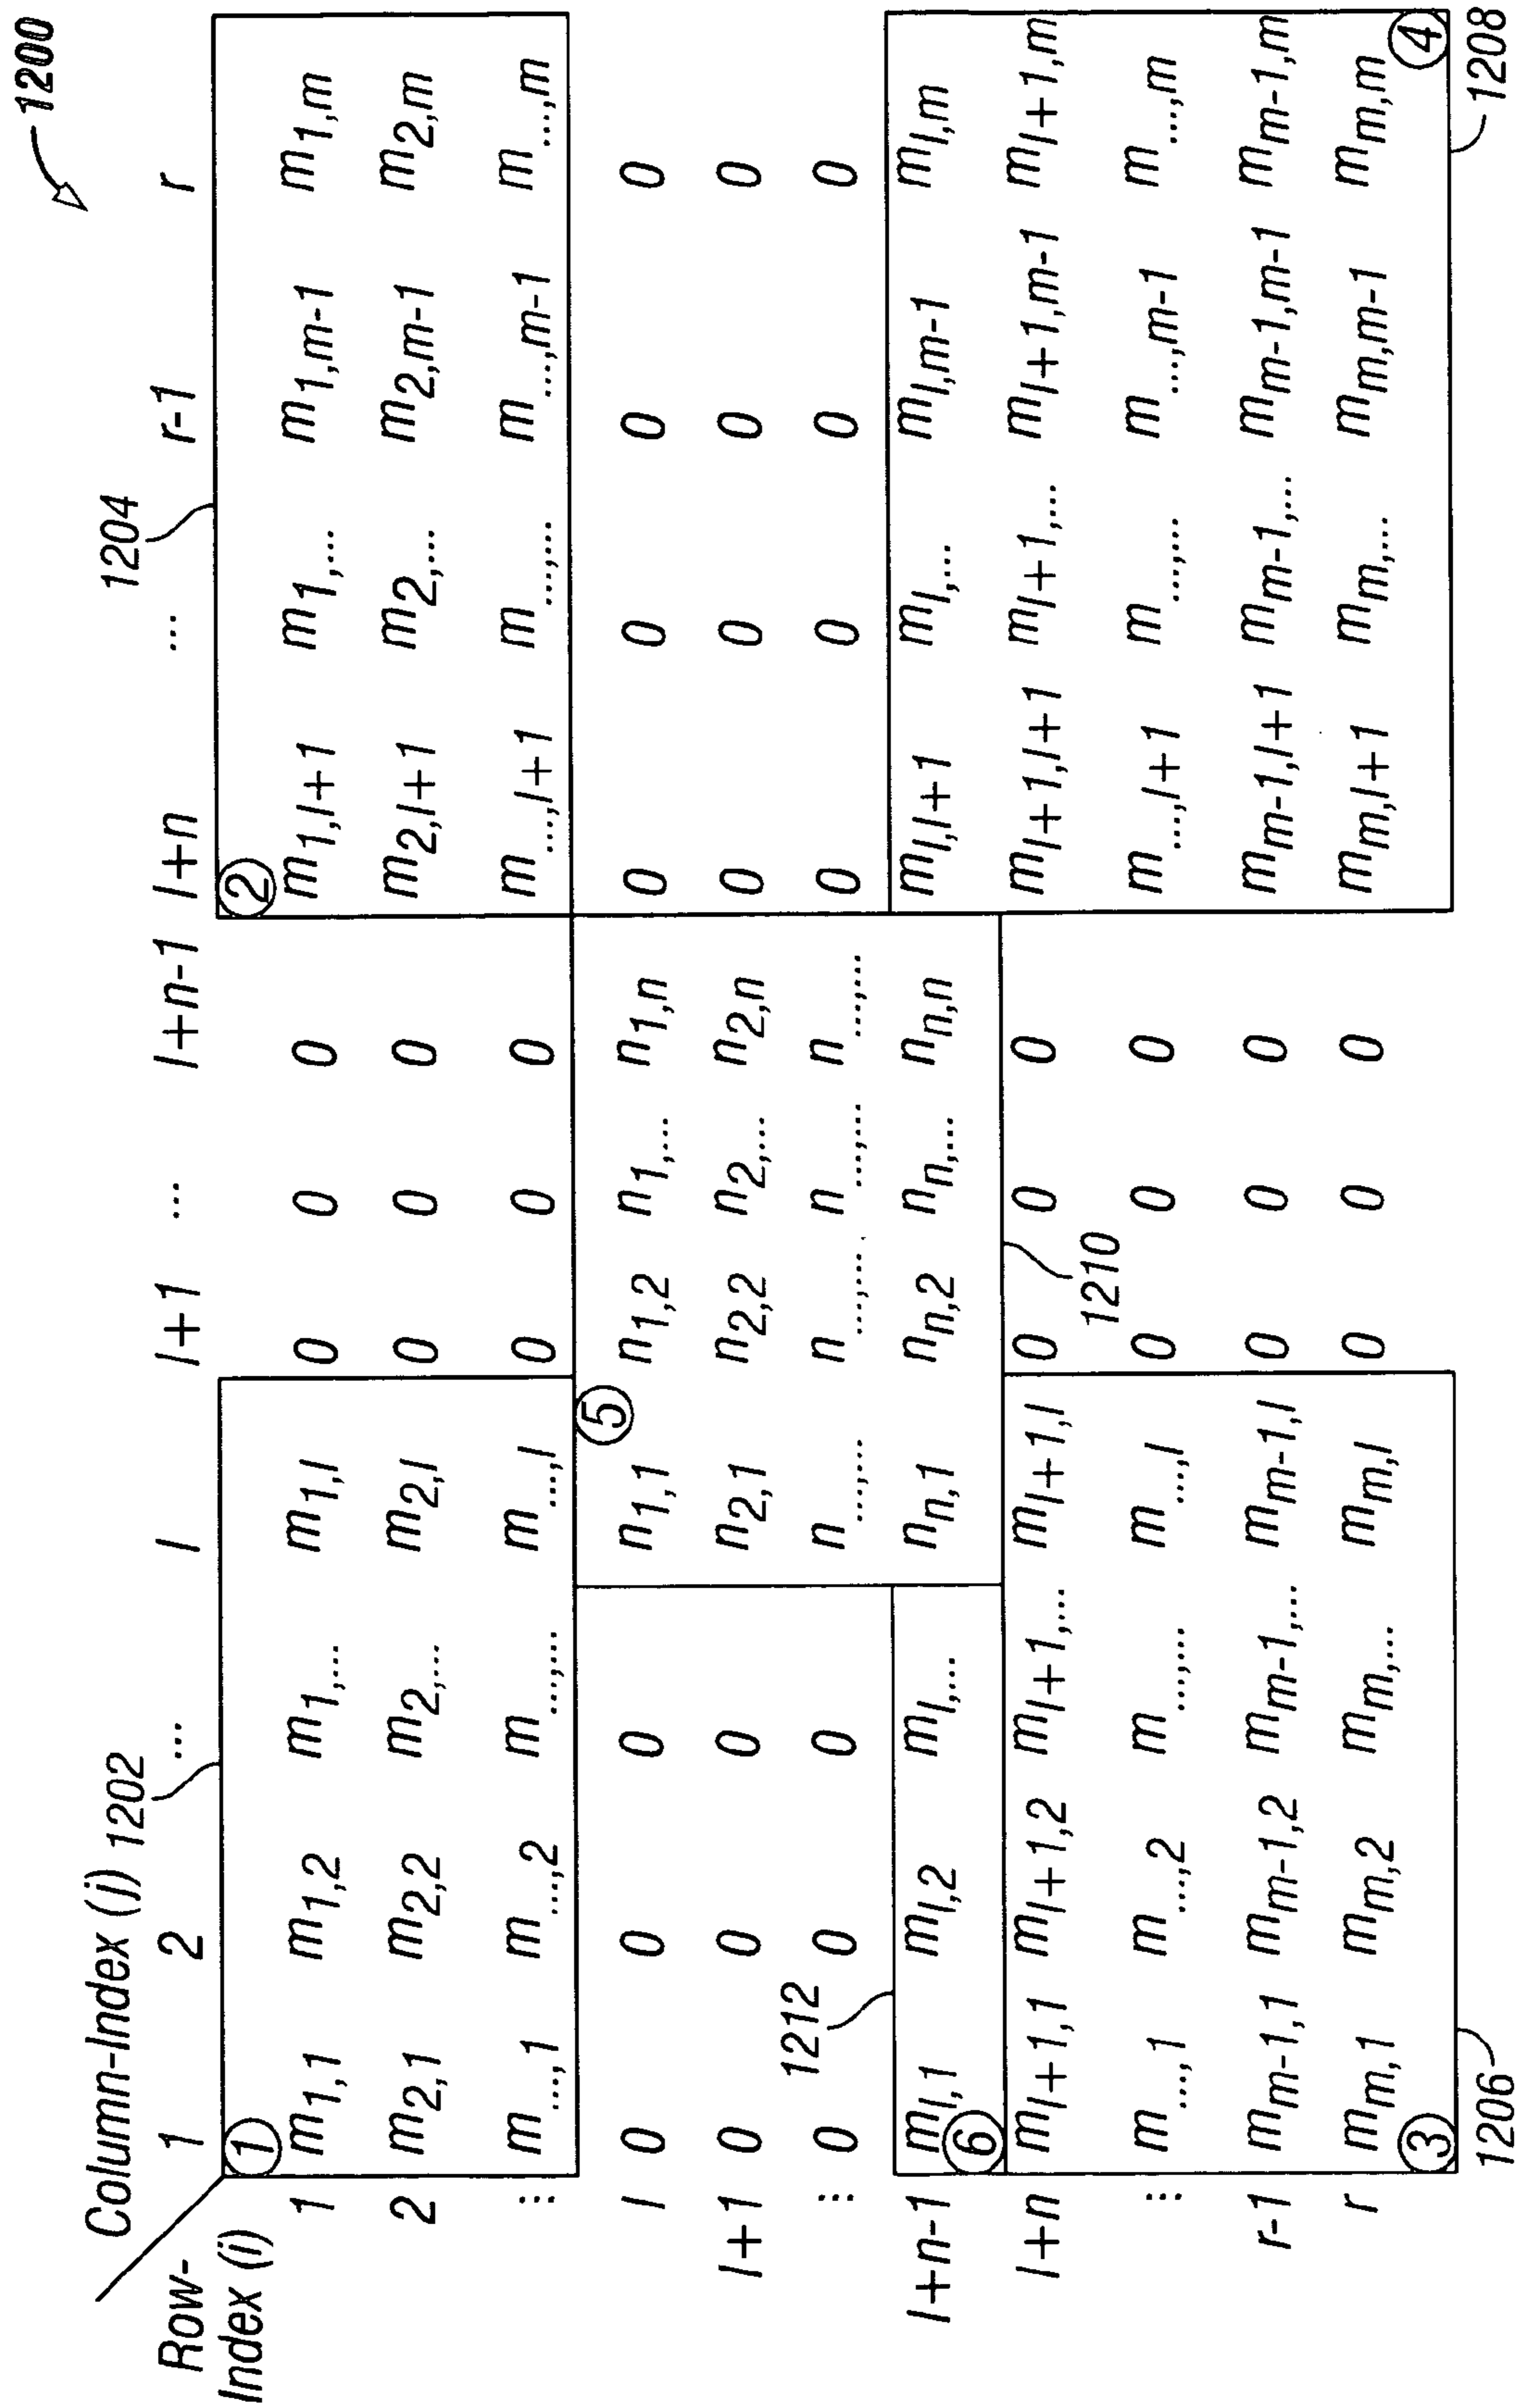 1200
Column-Index (j) 1202 1204
Row-Index (i) 1 2 ... l l+1 ... l+n-1 l+n ... r-1 r
① ②
1 m1,1 m1,2 m1,... m1,l 0 0 0 m1,l+1 m1,... m1,m-1 m1,m
2 m2,1 m2,2 m2,... m2,l 0 0 0 m2,l+1 m2,... m2,m-1 m2,m
⋮ m...,1 m...,2 m...,... m...,l 0 0 0 m...,l+1 m...,... m...,m-1 m...,m
⑤
l 0 0 0 n1,1 n1,2 n1,... n1,n 0 0 0 0
l+1 0 0 0 n2,1 n2,2 n2,... n2,n 0 0 0 0
⋮ 0 0 0 n...,... n...,... n...,... n...,... 0 0 0 0
1212
l+n-1 ml,1 ml,2 ml,... nn,1 nn,2 nn,... nn,n ml,l+1 ml,... ml,m-1 ml,m
⑥
l+n ml+1,1 ml+1,2 ml+1,... ml+1,l 0 0 0 ml+1,l+1 ml+1,... ml+1,m-1 ml+1,m
1210
⋮ m...,1 m...,2 m...,... m...,l 0 0 0 m...,l+1 m...,... m...,m-1 m...,m
r-1 mm-1,1 mm-1,2 mm-1,... mm-1,l 0 0 0 mm-1,l+1 mm-1,... mm-1,m-1 mm-1,m
r mm,1 mm,2 mm,... mm,l 0 0 0 mm,l+1 mm,... mm,m-1 mm,m
③ ④
1206 1208